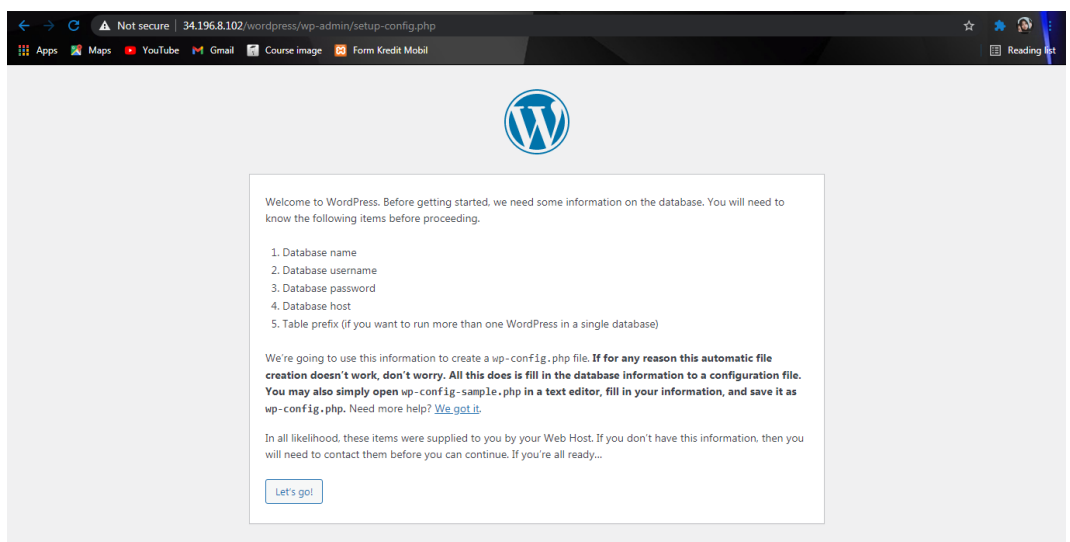 Not secure | 34.196.8.102/wordpress/wp-admin/setup-config.php
Apps Maps YouTube Gmail Course image Form Kredit Mobil Reading list
Welcome to WordPress. Before getting started, we need some information on the database. You will need to
know the following items before proceeding.
1. Database name
2. Database username
3. Database password
4. Database host
5. Table prefix (if you want to run more than one WordPress in a single database)
We're going to use this information to create a wp-config.php file. If for any reason this automatic file
creation doesn't work, don't worry. All this does is fill in the database information to a configuration file.
You may also simply open wp-config-sample.php in a text editor, fill in your information, and save it as
wp-config.php. Need more help? We got it.
In all likelihood, these items were supplied to you by your Web Host. If you don't have this information, then you
will need to contact them before you can continue. If you're all ready...
Let's go!